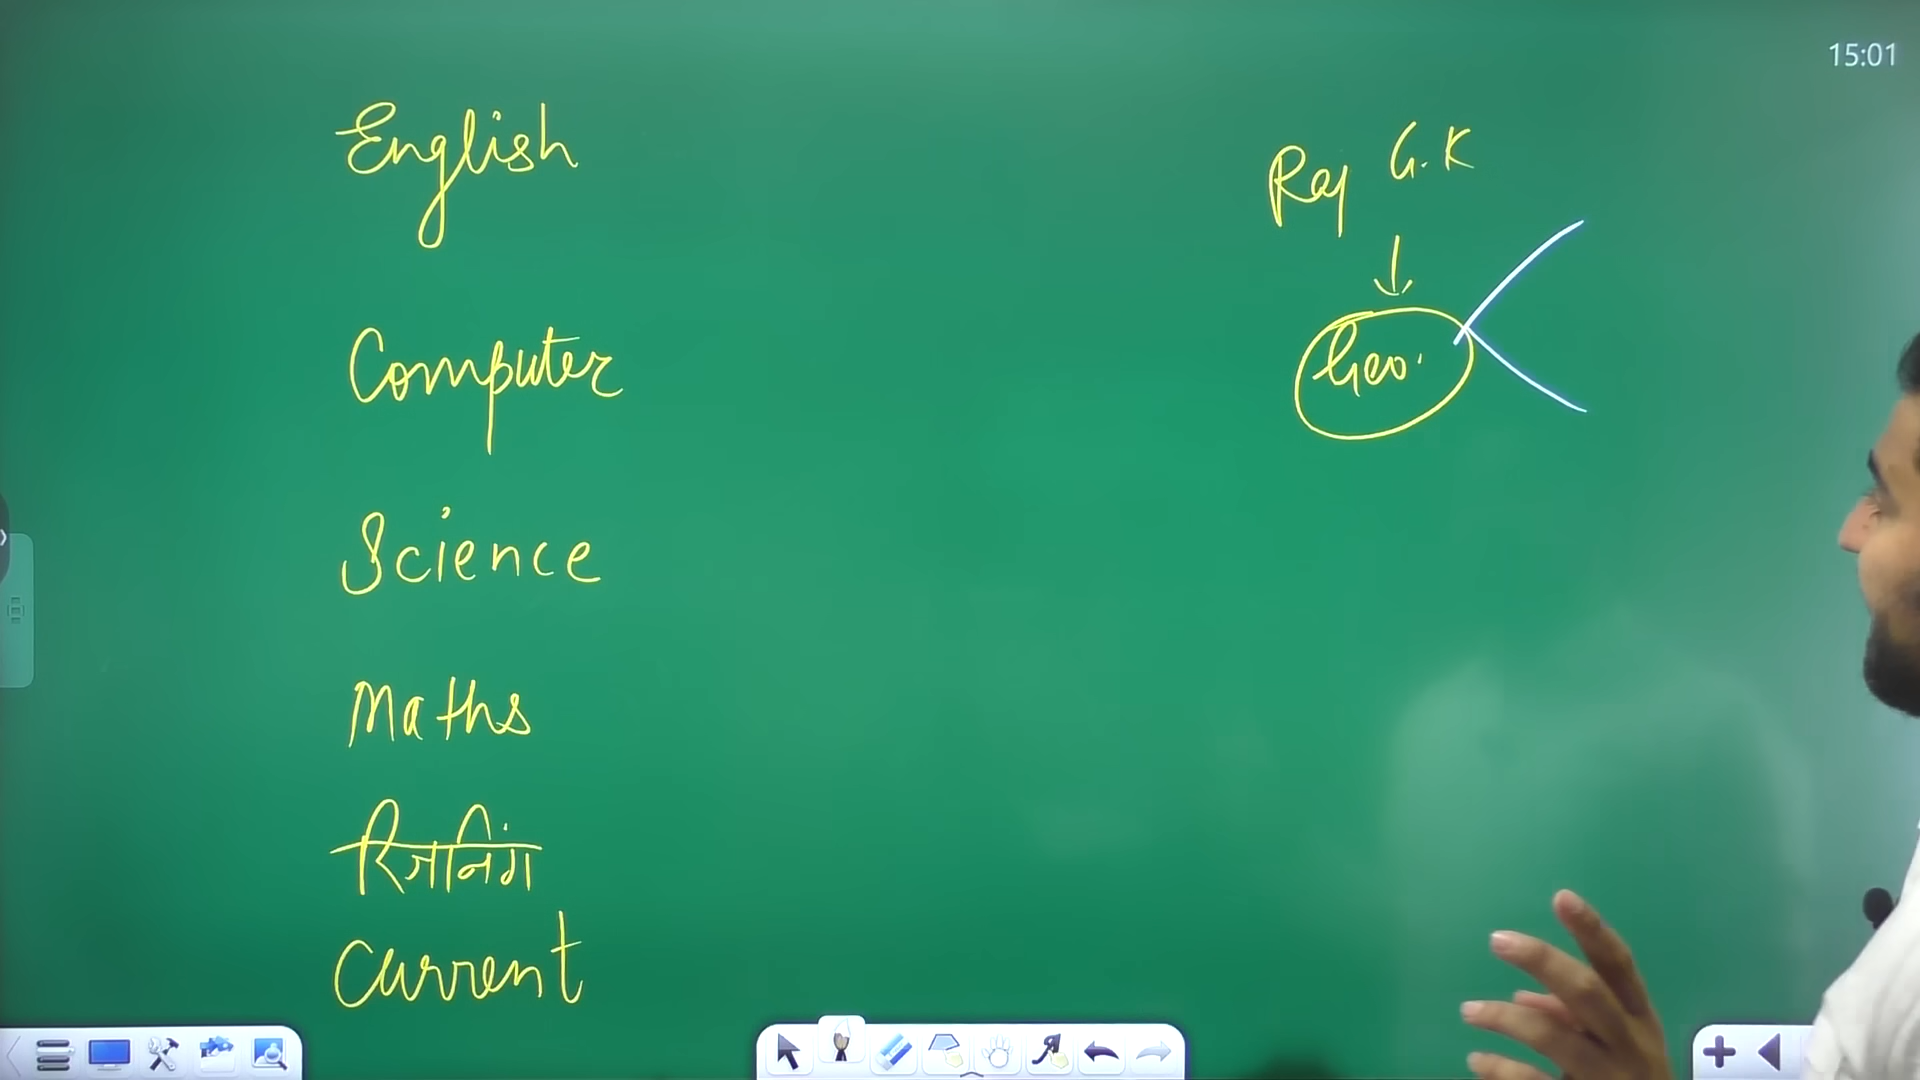 15:01
English
Computer
Science
Maths
रिजनिंग
Current
Raj G.K
Geo.